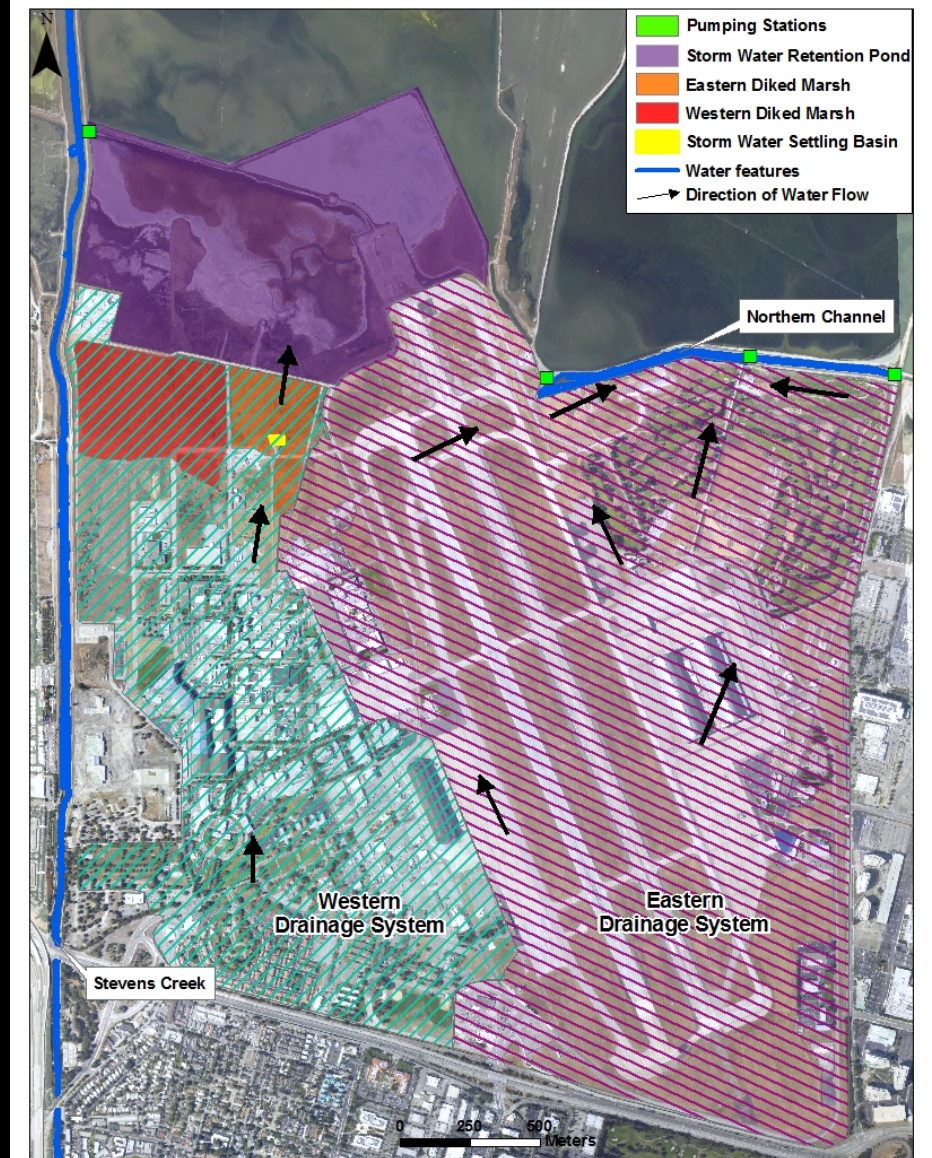 N
Pumping Stations
Storm Water Retention Pond
Eastern Diked Marsh
Western Diked Marsh
Storm Water Settling Basin
Water features
Direction of Water Flow
Northern Channel
Western
Drainage System
Eastern
Drainage System
Stevens Creek
0 250 500
Meters